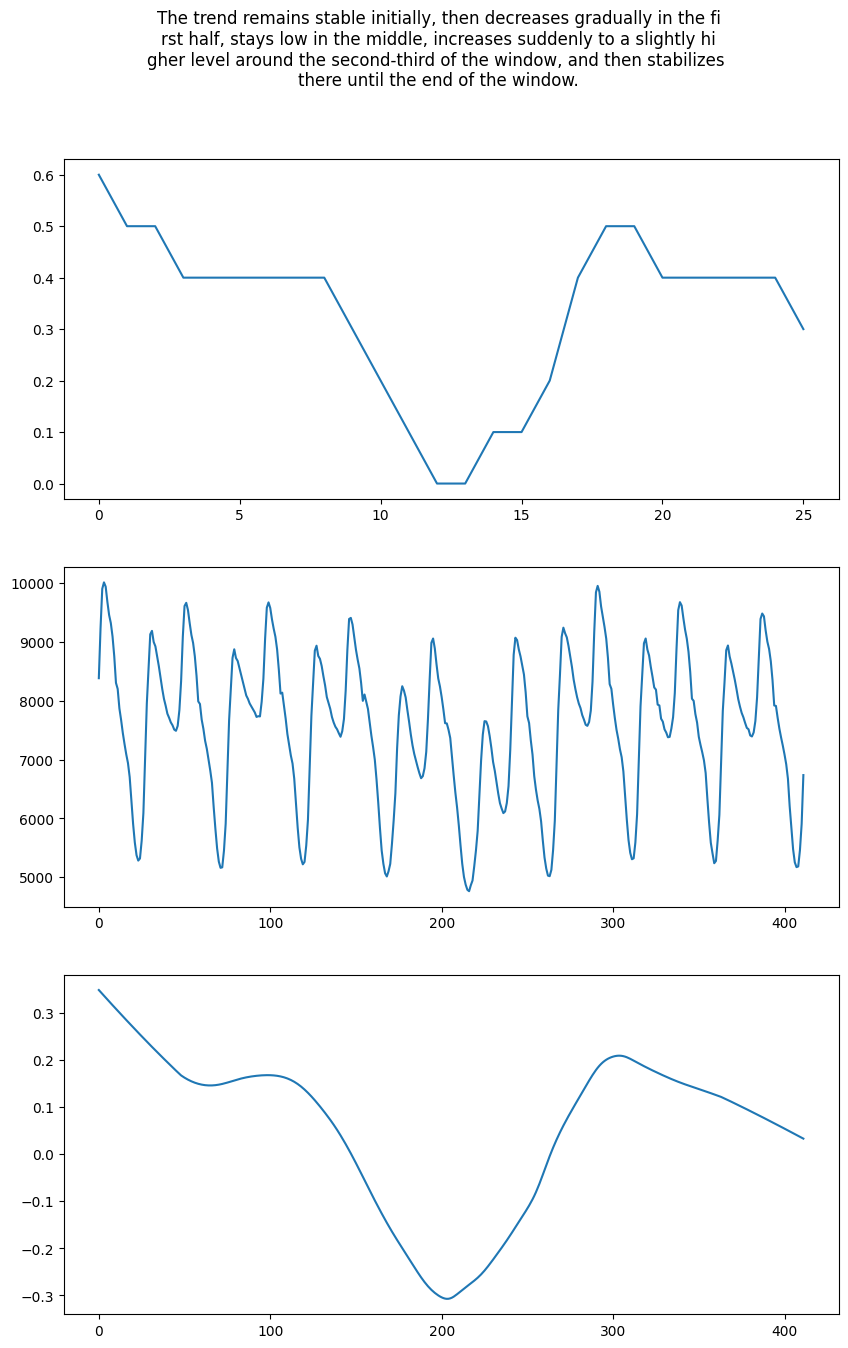 The trend remains stable initially, then decreases gradually in the fi
rst half, stays low in the middle, increases suddenly to a slightly hi
gher level around the second-third of the window, and then stabilizes
there until the end of the window.
0.6
0.5
0.4
0.3
0.2
0.1
0.0
0 5 10 15 20 25
10000
9000
8000
7000
6000
5000
0 100 200 300 400
0.3
0.2
0.1
0.0
−0.1
−0.2
−0.3
0 100 200 300 400